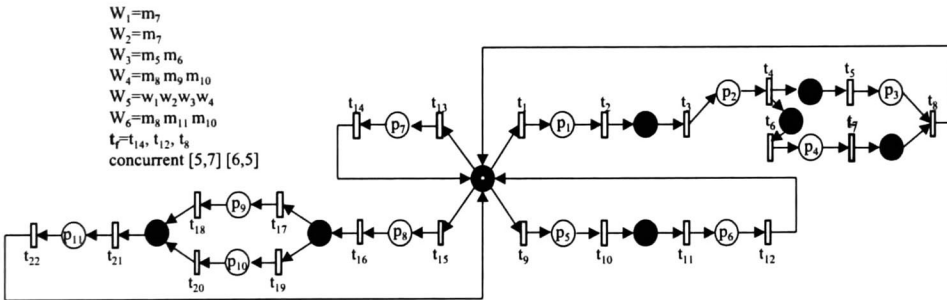 W₁=m₇
W₂=m₇
W₃=m₅ m₆
W₄=m₈ m₉ m₁₀
W₅=w₁w₂w₃w₄
W₆=m₈ m₁₁ m₁₀
t_f=t₁₄, t₁₂, t₈
concurrent [5,7] [6,5]
t₁₄ p₇ t₁₃ t₁ p₁ t₂ t₃ p₂ t₄ t₅ p₃ t₈
t₆ p₄ t₇
t₂₂ p₁₁ t₂₁ t₁₈ p₉ t₁₇ t₁₆ p₈ t₁₅ t₉ p₅ t₁₀ t₁₁ p₆ t₁₂
t₂₀ p₁₀ t₁₉